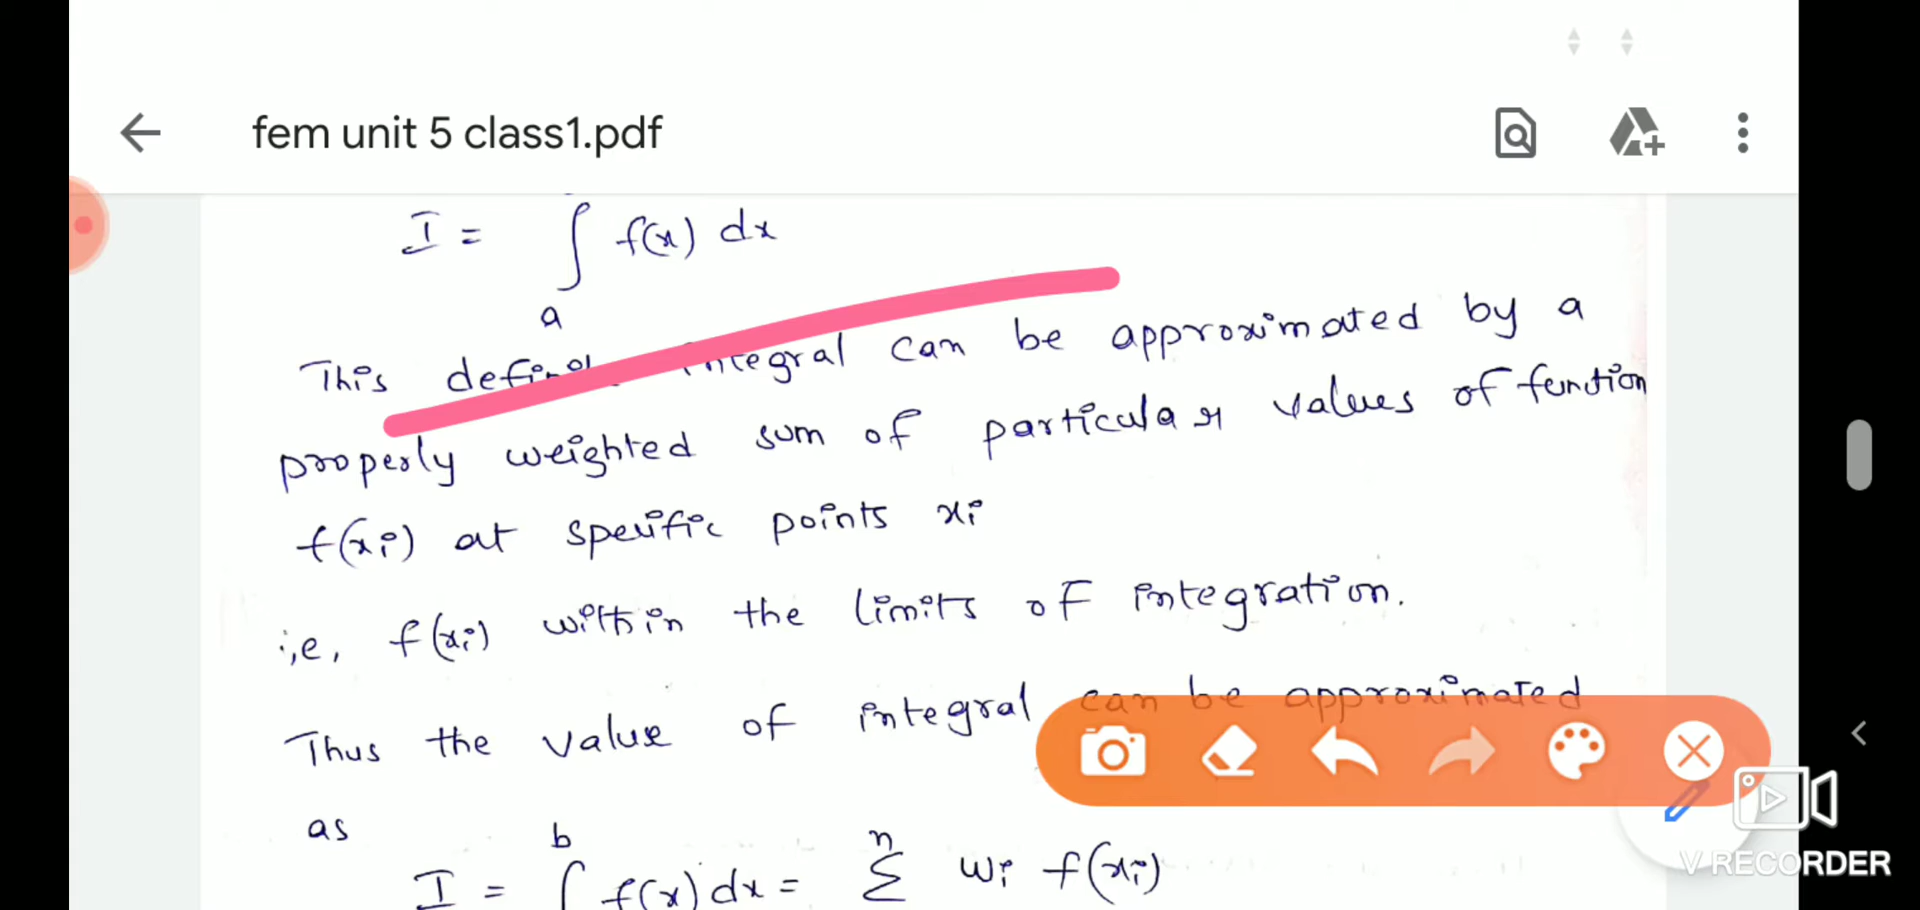 fem unit 5 class1.pdf
I = ∫ f(x) dx
a
This integral can be approximated by a
properly weighted sum of particular values of function
f(xi) at specific points xi
i,e, f(xi) within the limits of integration.
Thus the value of integral can be approximated
as
b n
I = ∫ f(x) dx = Σ wi f(xi)
V RECORDER